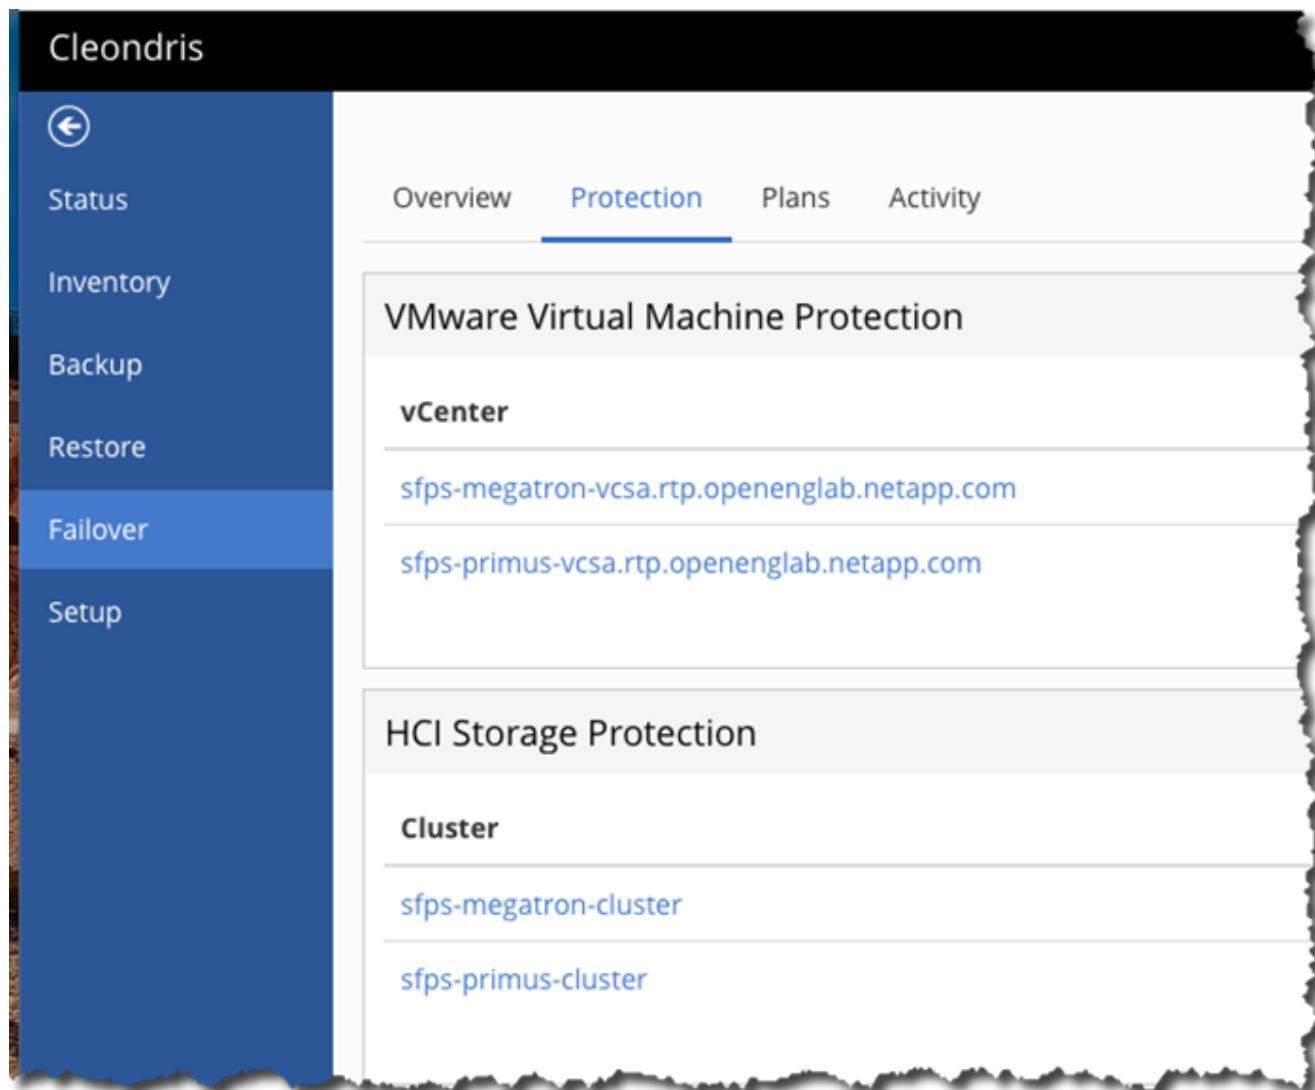 Cleondris
Status
Inventory
Backup
Restore
Failover
Setup
Overview Protection Plans Activity
VMware Virtual Machine Protection
vCenter
sfps-megatron-vcsa.rtp.openenglab.netapp.com
sfps-primus-vcsa.rtp.openenglab.netapp.com
HCI Storage Protection
Cluster
sfps-megatron-cluster
sfps-primus-cluster